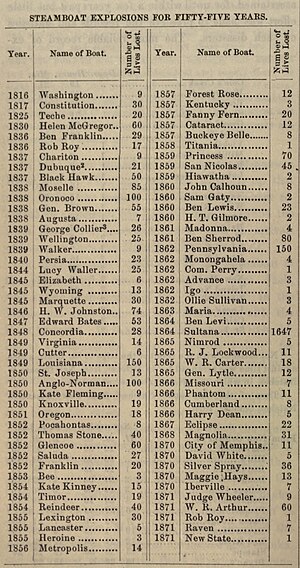 STEAMBOAT EXPLOSIONS FOR FIFTY-FIVE YEARS.
Year. Name of Boat. Number of Lives Lost.
1816 Washington 9
1817 Constitution 30
1825 Teche 20
1830 Helen McGregor 60
1836 Ben Franklin 29
1836 Rob Roy 17
1837 Chariton 9
1837 Dubuque² 21
1837 Black Hawk 50
1838 Moselle 85
1838 Oronoco 100
1838 Gen. Brown 55
1838 Augusta 7
1839 George Collier³ 26
1839 Wellington 25
1839 Walker 9
1840 Persia 23
1844 Lucy Waller 25
1845 Elizabeth 6
1845 Wyoming 13
1845 Marquette 30
1846 H. W. Johnston 74
1847 Edward Bates 53
1848 Concordia 28
1849 Virginia 14
1849 Cutter 6
1849 Louisiana 150
1850 St. Joseph 13
1850 Anglo-Norman 100
1850 Kate Fleming 9
1850 Knoxville 19
1851 Oregon 18
1852 Pocahontas 8
1852 Thomas Stone 40
1852 Glencoe 60
1852 Saluda 27
1852 Franklin 20
1853 Bee 3
1854 Kate Kinney 15
1854 Timor 19
1854 Reindeer 40
1855 Lexington 30
1855 Lancaster 5
1855 Heroine 3
1856 Metropolis 14
Year. Name of Boat. Number of Lives Lost.
1857 Forest Rose 12
1857 Kentucky 3
1857 Fanny Fern 20
1857 Cataract 12
1857 Buckeye Belle 8
1858 Titania 1
1859 Princess 70
1859 San Nicolas 45
1859 Hiawatha 2
1860 John Calhoun 8
1860 Sam Gaty 2
1860 Ben Lewis 23
1860 H. T. Gilmore 2
1861 Madonna 4
1861 Ben Sherrod 80
1862 Pennsylvania 150
1862 Monongahela 4
1862 Com. Perry 1
1862 Advance 3
1862 Igo 1
1852 Ollie Sullivan 3
1863 Maria 4
1864 Ben Levi 5
1864 Sultana 1647
1865 Nimrod 5
1865 R. J. Lockwood 11
1865 W. R. Carter 18
1865 Gen. Lytle 12
1866 Missouri 7
1866 Phantom 11
1866 Cumberland 8
1866 Harry Dean 5
1867 Eclipse 22
1868 Magnolia 31
1870 City of Memphis 11
1870 David White 5
1870 Silver Spray 36
1870 Maggie Hays 13
1870 Iberville 7
1871 Judge Wheeler 9
1871 W. R. Arthur 60
1871 Rob Roy 1
1871 Raven 7
1871 New State 1